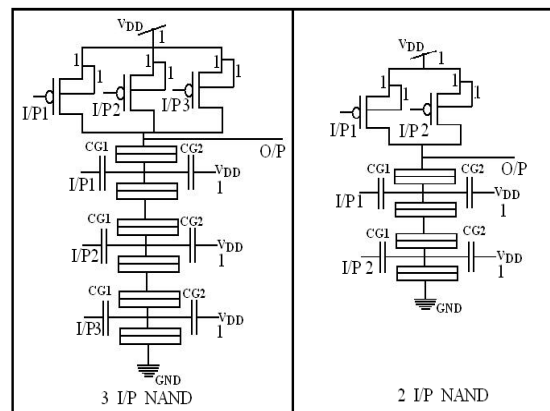 VDD
1
1 1 1
1 1 1
I/P1 I/P2 I/P3
O/P
CG1 CG2
I/P1 VDD
1
CG1 CG2
I/P2 VDD
1
CG1 CG2
I/P3 VDD
1
GND
3 I/P NAND
VDD
1
1 1
1 1
I/P1 I/P2
O/P
CG1 CG2
I/P1 VDD
1
CG1 CG2
I/P 2 VDD
1
GND
2 I/P NAND